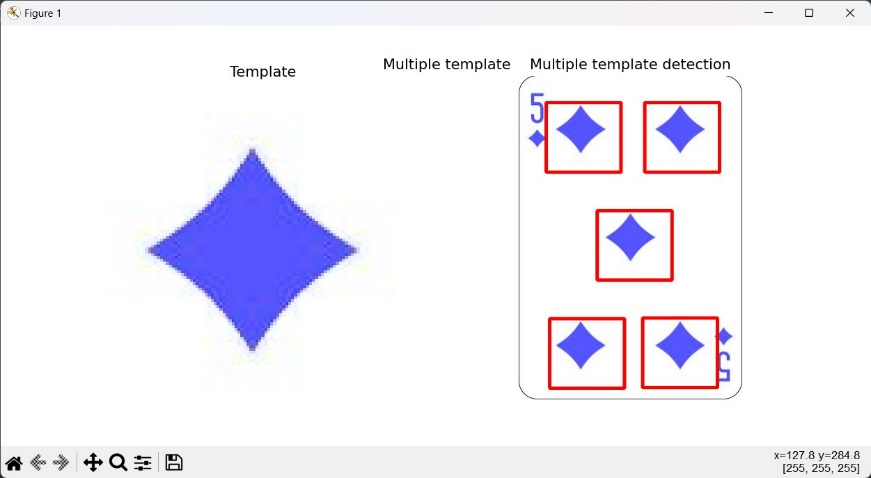 Figure 1
Template
Multiple template
Multiple template detection
5
5
x=127.8 y=284.8
[255, 255, 255]